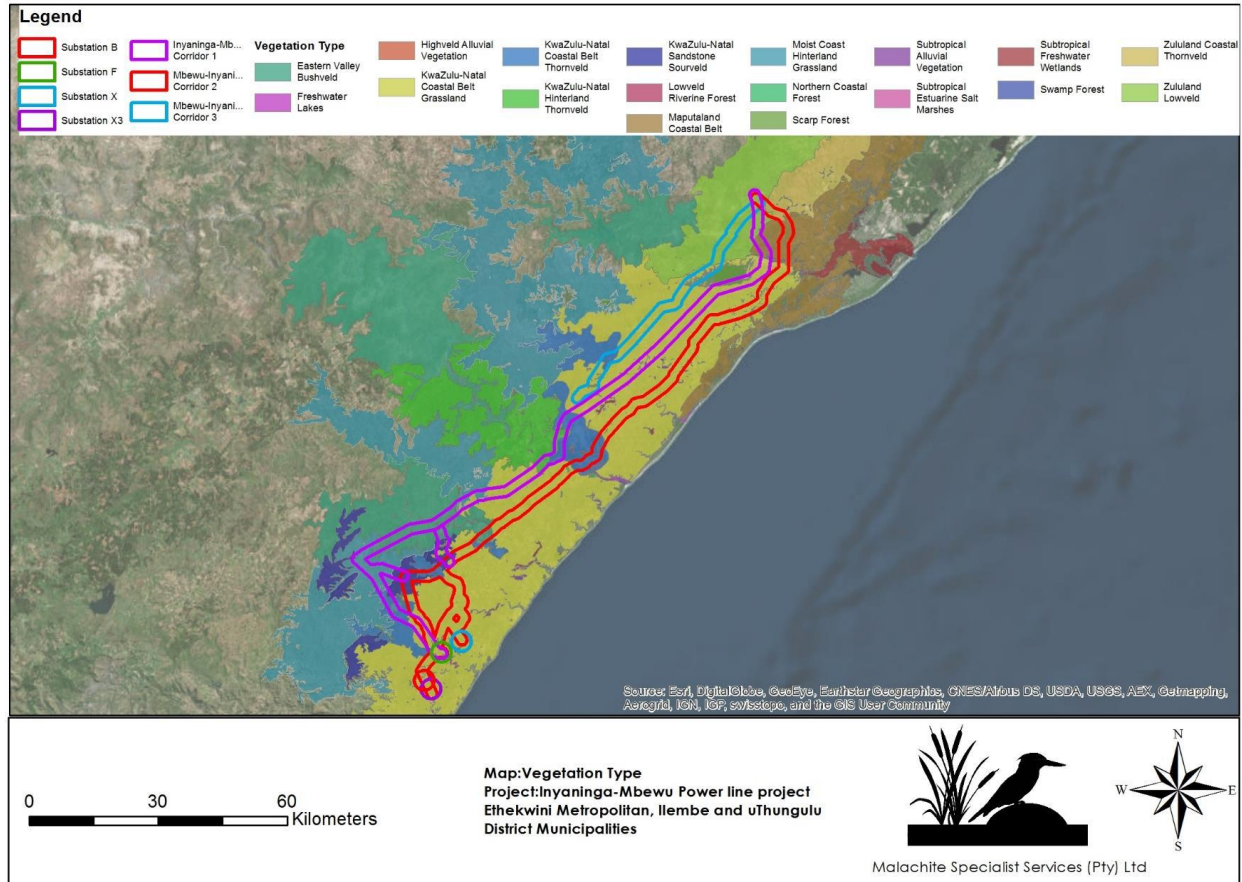 Legend
Substation B
Substation F
Substation X
Substation X3
Inyaninga-Mb...
Corridor 1
Mbewu-Inyani...
Corridor 2
Mbewu-Inyani...
Corridor 3
Vegetation Type
Eastern Valley
Bushveld
Freshwater
Lakes
Highveld Alluvial
Vegetation
KwaZulu-Natal
Coastal Belt
Grassland
KwaZulu-Natal
Coastal Belt
Thornveld
KwaZulu-Natal
Hinterland
Thornveld
KwaZulu-Natal
Sandstone
Sourveld
Lowveld
Riverine Forest
Maputaland
Coastal Belt
Moist Coast
Hinterland
Grassland
Northern Coastal
Forest
Scarp Forest
Subtropical
Alluvial
Vegetation
Subtropical
Estuarine Salt
Marshes
Subtropical
Freshwater
Wetlands
Swamp Forest
Zululand Coastal
Thornveld
Zululand
Lowveld
Source: Esri, DigitalGlobe, GeoEye, Earthstar Geographics, CNES/Airbus DS, USDA, USGS, AEX, Getmapping,
Aerogrid, IGN, IGP, swisstopo, and the GIS User Community
0 30 60
Kilometers
Map:Vegetation Type
Project:Inyaninga-Mbewu Power line project
Ethekwini Metropolitan, Ilembe and uThungulu
District Municipalities
Malachite Specialist Services (Pty) Ltd
N
W E
S